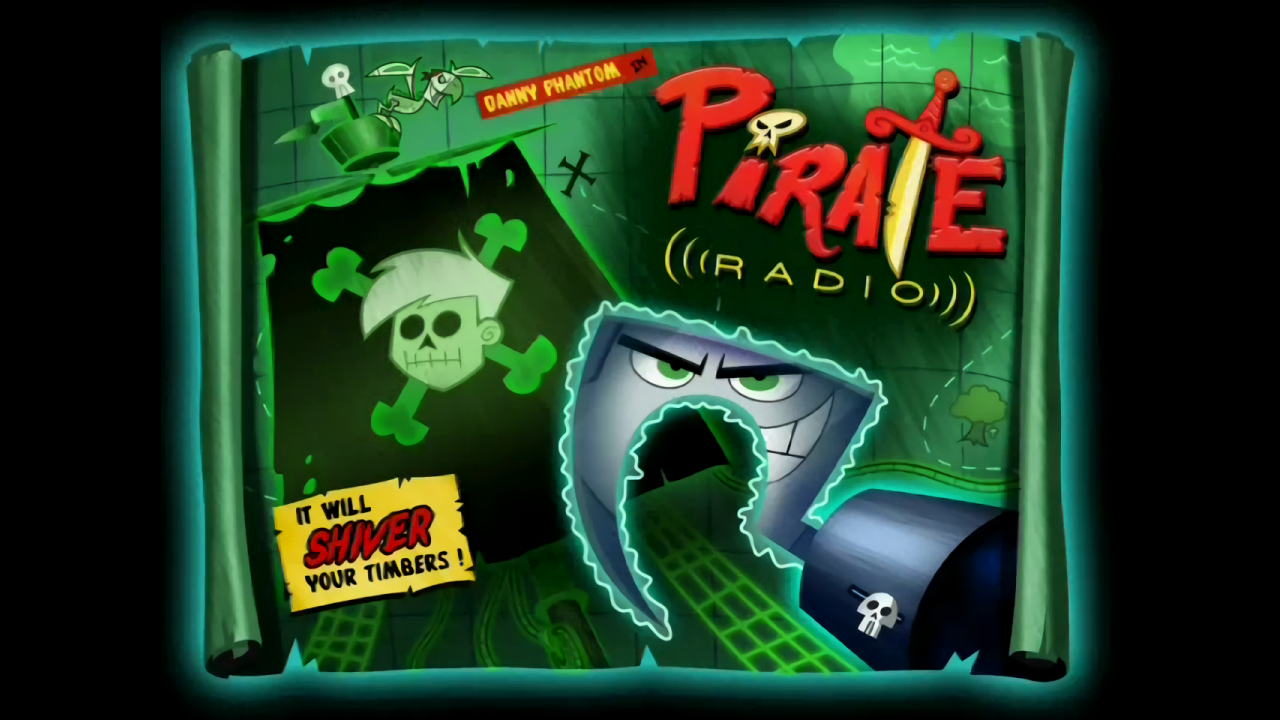 DANNY PHANTOM IN
PIRATE
RADIO
IT WILL
SHIVER
YOUR TIMBERS!